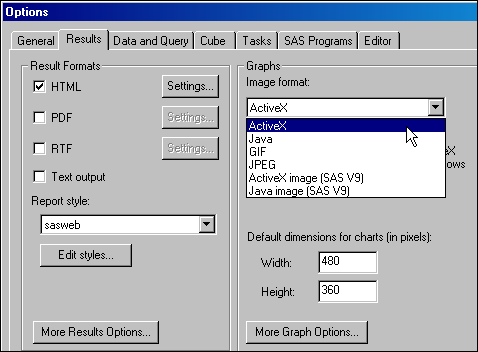 Options
General Results Data and Query Cube Tasks SAS Programs Editor
Result Formats
HTML Settings...
PDF Settings...
RTF Settings...
Text output
Report style:
sasweb
Edit styles...
More Results Options...
Graphs
Image format:
ActiveX
ActiveX
Java
GIF
JPEG
ActiveX image (SAS V9)
Java image (SAS V9)
Default dimensions for charts (in pixels):
Width: 480
Height: 360
More Graph Options...